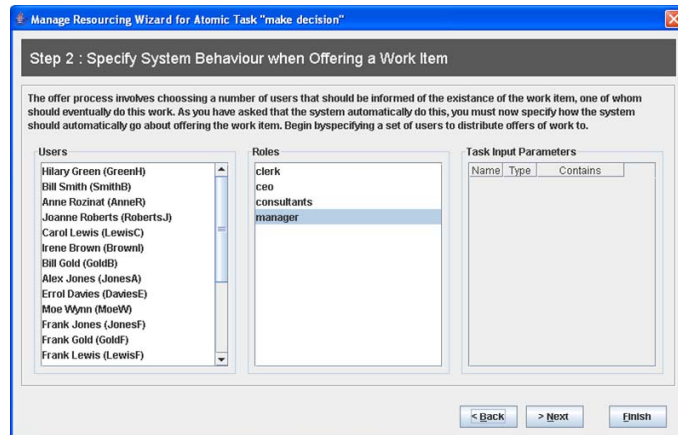 Manage Resourcing Wizard for Atomic Task "make decision"
Step 2 : Specify System Behaviour when Offering a Work Item
The offer process involves choossing a number of users that should be informed of the existance of the work item, one of whom
should eventually do this work. As you have asked that the system automatically do this, you must now specify how the system
should automatically go about offering the work item. Begin byspecifying a set of users to distribute offers of work to.
Users
Hilary Green (GreenH)
Bill Smith (SmithB)
Anne Rozinat (AnneR)
Joanne Roberts (RobertsJ)
Carol Lewis (LewisC)
Irene Brown (BrownI)
Bill Gold (GoldB)
Alex Jones (JonesA)
Errol Davies (DaviesE)
Moe Wynn (MoeW)
Frank Jones (JonesF)
Frank Gold (GoldF)
Frank Lewis (LewisF)
Roles
clerk
ceo
consultants
manager
Task Input Parameters
Name Type Contains
< Back > Next Finish